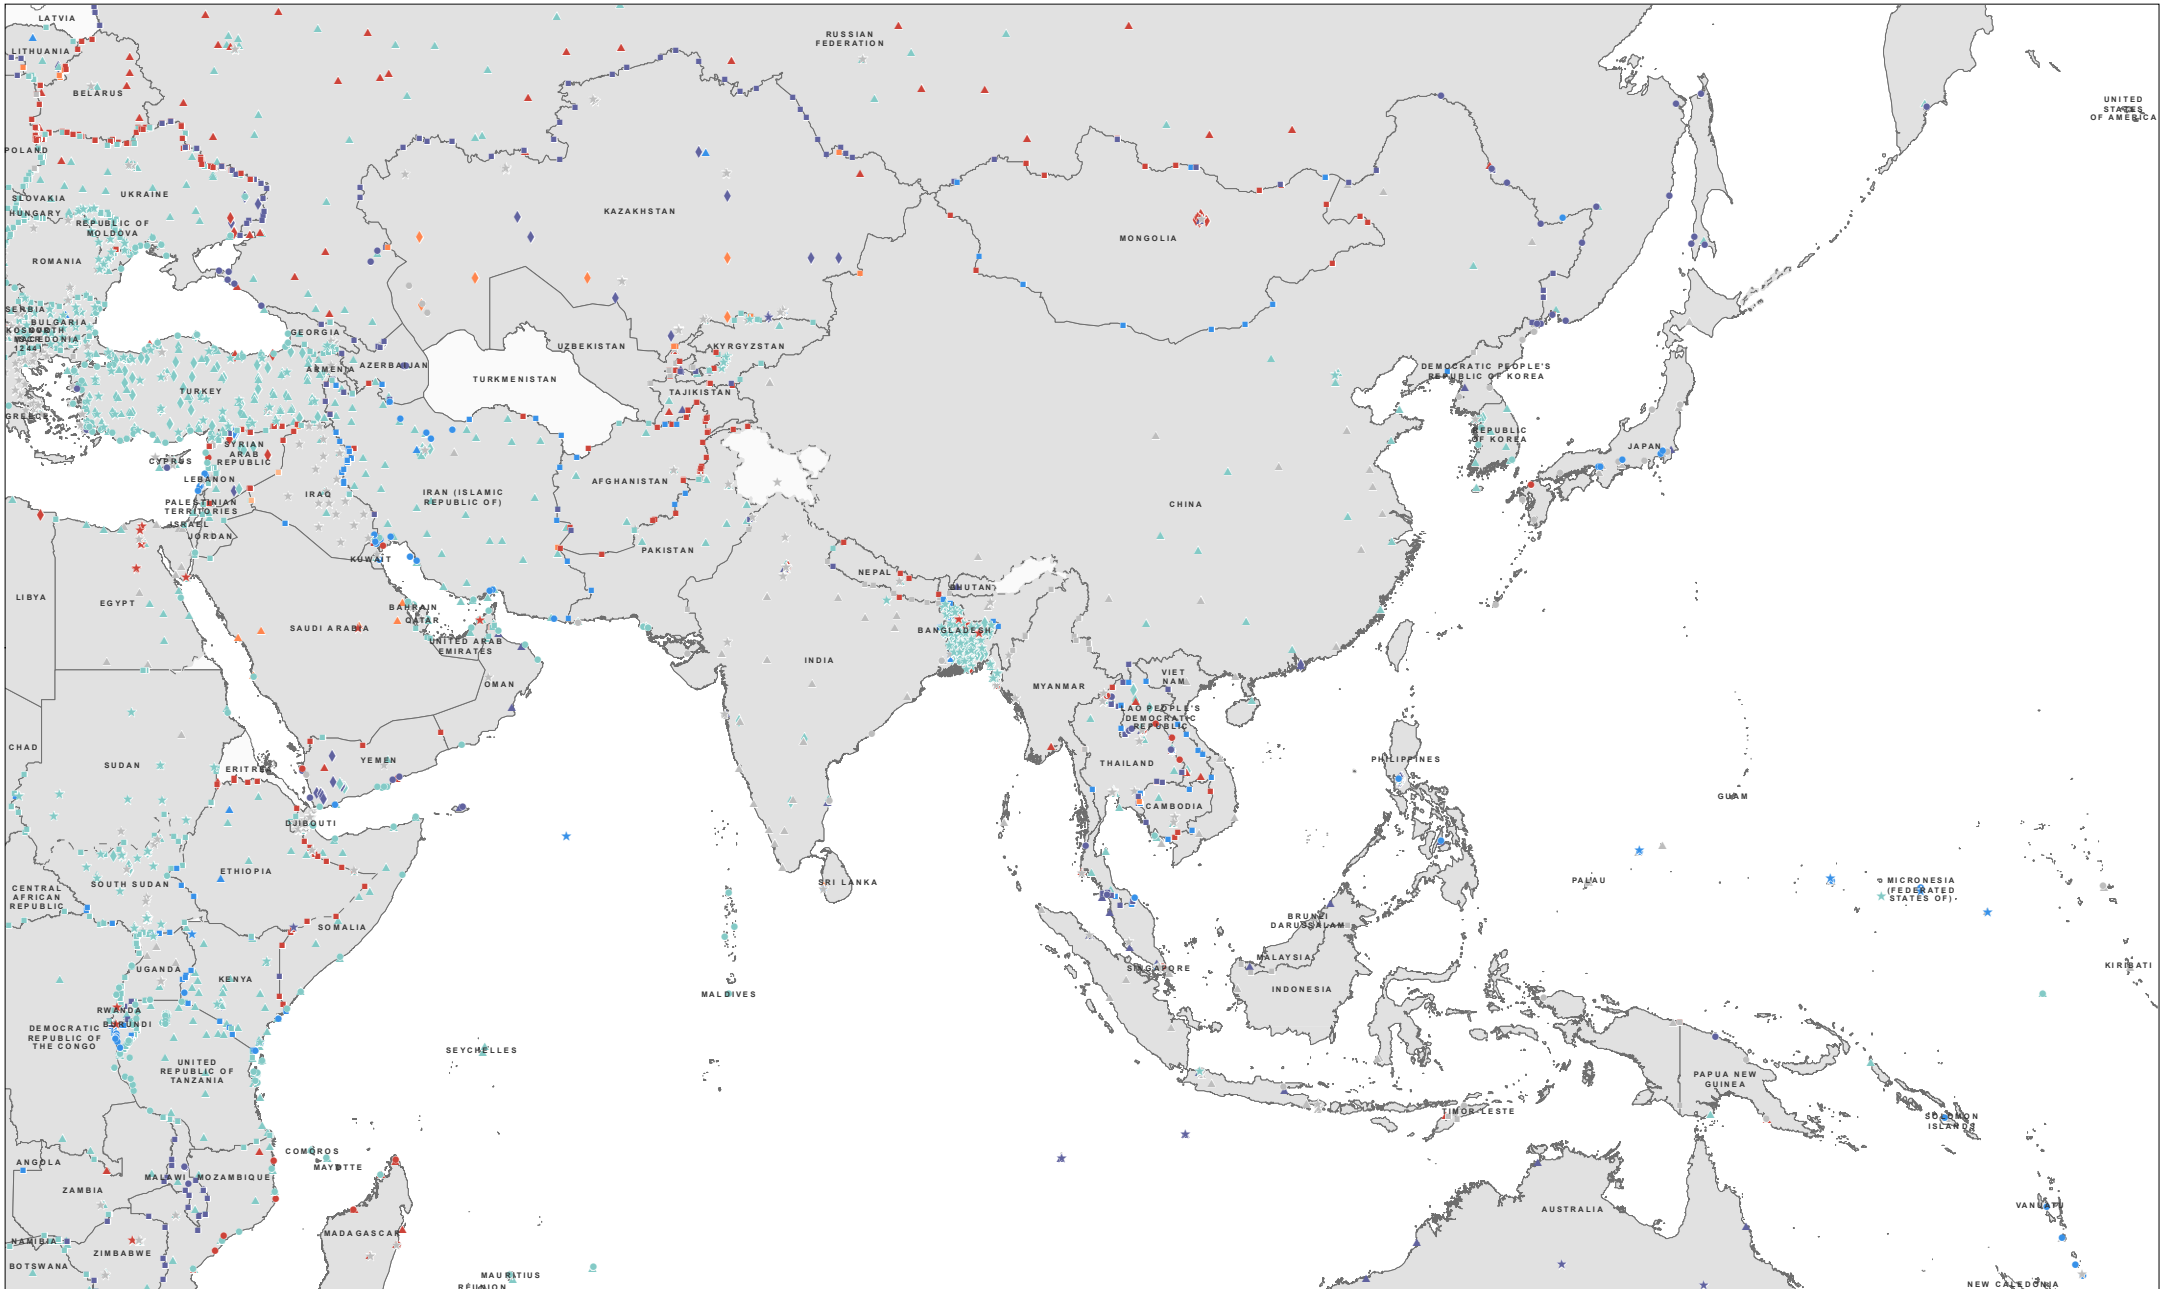 LATVIA
LITHUANIA
BELARUS
RUSSIAN
FEDERATION
UNITED
STATES
OF AMERICA
POLAND
SLOVAKIA
HUNGARY
UKRAINE
REPUBLIC OF
MOLDOVA
ROMANIA
KAZAKHSTAN
MONGOLIA
SERBIA
BULGARIA
GEORGIA
ARMENIA
AZERBAIJAN
UZBEKISTAN
KYRGYZSTAN
TURKMENISTAN
TAJIKISTAN
TURKEY
GREECE
DEMOCRATIC PEOPLE'S
REPUBLIC OF KOREA
REPUBLIC
OF KOREA
JAPAN
CYPRUS
SYRIAN
ARAB
REPUBLIC
LEBANON
PALESTINIAN
TERRITORIES
ISRAEL
JORDAN
IRAQ
IRAN (ISLAMIC
REPUBLIC OF)
AFGHANISTAN
PAKISTAN
CHINA
KUWAIT
NEPAL
BHUTAN
LIBYA
EGYPT
SAUDI ARABIA
BAHRAIN
QATAR
UNITED ARAB
EMIRATES
OMAN
INDIA
BANGLADESH
MYANMAR
VIET
NAM
LAO PEOPLE'S
DEMOCRATIC
REPUBLIC
THAILAND
CAMBODIA
PHILIPPINES
GUAM
CHAD
SUDAN
ERITREA
YEMEN
DJIBOUTI
ETHIOPIA
SOUTH SUDAN
CENTRAL
AFRICAN
REPUBLIC
SOMALIA
SRI LANKA
PALAU
MICRONESIA
(FEDERATED
STATES OF)
BRUNEI
DARUSSALAM
MALAYSIA
SINGAPORE
INDONESIA
KIRIBATI
UGANDA
KENYA
RWANDA
BURUNDI
DEMOCRATIC
REPUBLIC OF
THE CONGO
UNITED
REPUBLIC OF
TANZANIA
MALDIVES
SEYCHELLES
PAPUA NEW
GUINEA
TIMOR-LESTE
SOLOMON
ISLANDS
COMOROS
MAYOTTE
ANGOLA
ZAMBIA
MALAWI
MOZAMBIQUE
MADAGASCAR
NAMIBIA
ZIMBABWE
BOTSWANA
MAURITIUS
RÉUNION
AUSTRALIA
VANUATU
NEW CALEDONIA